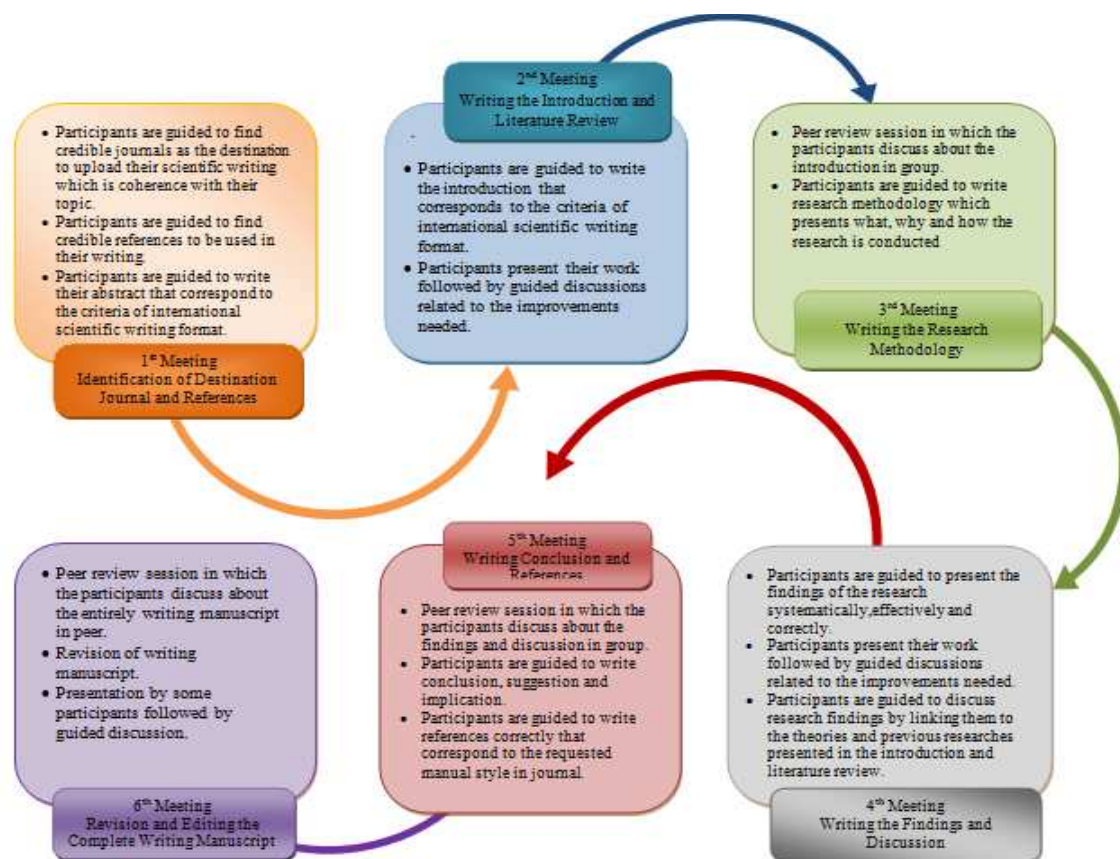 • Participants are guided to find
credible journals as the destination
to upload their scientific writing
which is coherence with their
topic.
• Participants are guided to find
credible references to be used in
their writing.
• Participants are guided to write
their abstract that correspond to
the criteria of international
scientific writing format.
1st Meeting
Identification of Destination
Journal and References
2nd Meeting
Writing the Introduction and
Literature Review
.
• Participants are guided to write
the introduction that
corresponds to the criteria of
international scientific writing
format.
• Participants present their work
followed by guided discussions
related to the improvements
needed.
• Peer review session in which the
participants discuss about the
introduction in group.
• Participants are guided to write
research methodology which
presents what, why and how the
research is conducted
3rd Meeting
Writing the Research
Methodology
• Participants are guided to present the
findings of the research
systematically,effectively and
correctly.
• Participants present their work
followed by guided discussions
related to the improvements needed.
• Participants are guided to discuss
research findings by linking them to
the theories and previous researches
presented in the introduction and
literature review.
4th Meeting
Writing the Findings and
Discussion
5th Meeting
Writing Conclusion and
References
• Peer review session in which the
participants discuss about the
findings and discussion in group.
• Participants are guided to write
conclusion, suggestion and
implication.
• Participants are guided to write
references correctly that
correspond to the requested
manual style in journal.
• Peer review session in which
the participants discuss about
the entirely writing manuscript
in peer.
• Revision of writing
manuscript.
• Presentation by some
participants followed by
guided discussion.
6th Meeting
Revision and Editing the
Complete Writing Manuscript